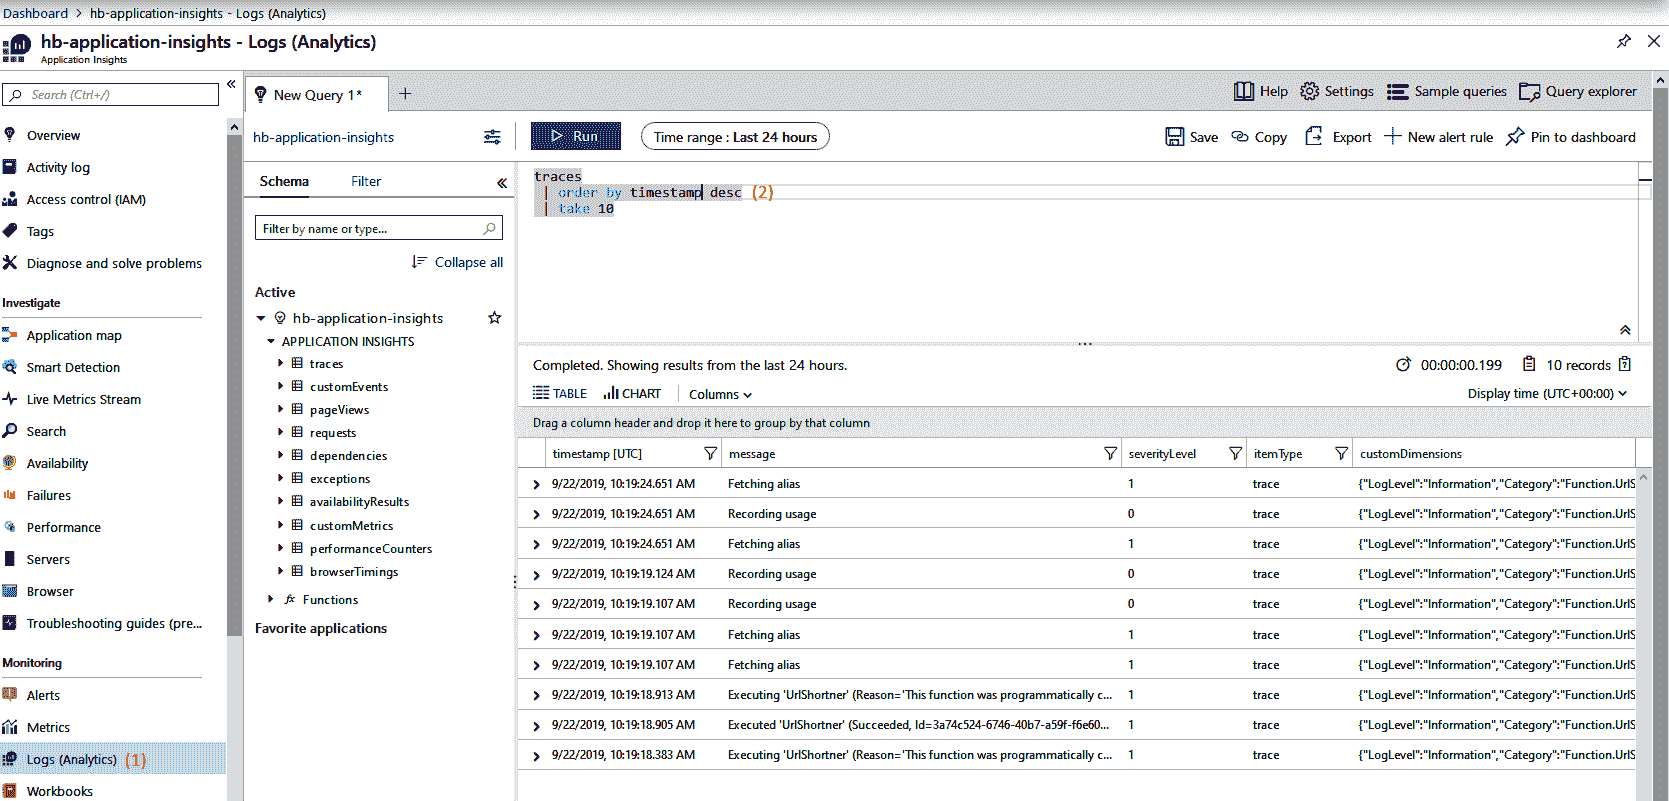 Dashboard > hb-application-insights - Logs (Analytics)
hb-application-insights - Logs (Analytics)
Application Insights
Search (Ctrl+/)
Overview
Activity log
Access control (IAM)
Tags
Diagnose and solve problems
Investigate
Application map
Smart Detection
Live Metrics Stream
Search
Availability
Failures
Performance
Servers
Browser
Troubleshooting guides (pre...
Monitoring
Alerts
Metrics
Logs (Analytics) (1)
Workbooks
New Query 1*
Help Settings Sample queries Query explorer
hb-application-insights
Run Time range : Last 24 hours
Save Copy Export New alert rule Pin to dashboard
Schema Filter
Filter by name or type...
Collapse all
Active
hb-application-insights
APPLICATION INSIGHTS
traces
customEvents
pageViews
requests
dependencies
exceptions
availabilityResults
customMetrics
performanceCounters
browserTimings
fx Functions
Favorite applications
traces
| order by timestamp desc (2)
| take 10
Completed. Showing results from the last 24 hours. 00:00:00.199 10 records
TABLE CHART Columns Display time (UTC+00:00)
Drag a column header and drop it here to group by that column
timestamp [UTC] message severityLevel itemType customDimensions
9/22/2019, 10:19:24.651 AM Fetching alias 1 trace {"LogLevel":"Information","Category":"Function.UrlS
9/22/2019, 10:19:24.651 AM Recording usage 0 trace {"LogLevel":"Information","Category":"Function.UrlS
9/22/2019, 10:19:24.651 AM Fetching alias 1 trace {"LogLevel":"Information","Category":"Function.UrlS
9/22/2019, 10:19:19.124 AM Recording usage 0 trace {"LogLevel":"Information","Category":"Function.UrlS
9/22/2019, 10:19:19.107 AM Recording usage 0 trace {"LogLevel":"Information","Category":"Function.UrlS
9/22/2019, 10:19:19.107 AM Fetching alias 1 trace {"LogLevel":"Information","Category":"Function.UrlS
9/22/2019, 10:19:19.107 AM Fetching alias 1 trace {"LogLevel":"Information","Category":"Function.UrlS
9/22/2019, 10:19:18.913 AM Executing 'UrlShortner' (Reason='This function was programmatically c... 1 trace {"LogLevel":"Information","Category":"Function.UrlS
9/22/2019, 10:19:18.905 AM Executed 'UrlShortner' (Succeeded, Id=3a74c524-6746-40b7-a59f-f6e60... 1 trace {"LogLevel":"Information","Category":"Function.UrlS
9/22/2019, 10:19:18.383 AM Executing 'UrlShortner' (Reason='This function was programmatically c... 1 trace {"LogLevel":"Information","Category":"Function.UrlS